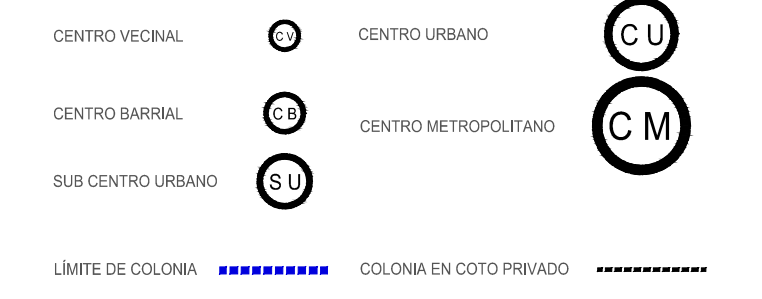 CENTRO VECINAL CV
CENTRO URBANO CU
CENTRO BARRIAL CB
CENTRO METROPOLITANO CM
SUB CENTRO URBANO SU
LÍMITE DE COLONIA
COLONIA EN COTO PRIVADO